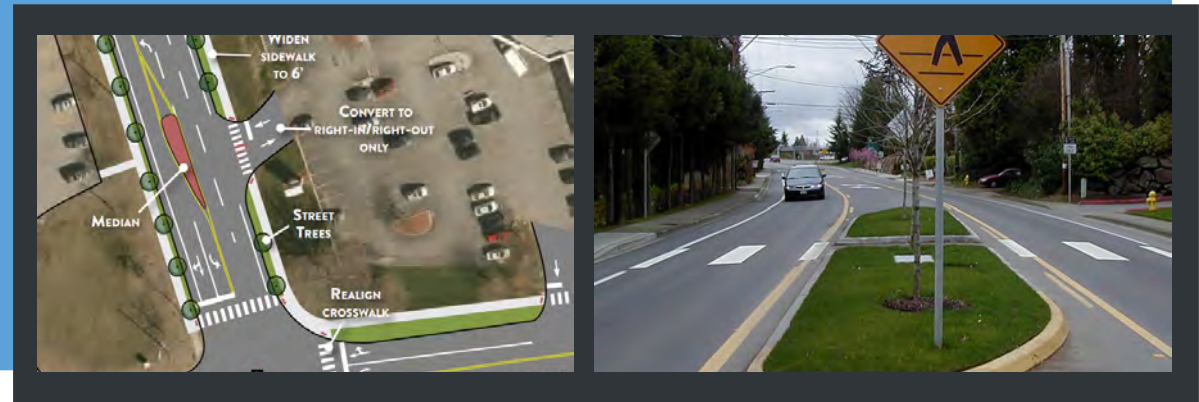 WIDEN
SIDEWALK
TO 6'
CONVERT TO
RIGHT-IN/RIGHT-OUT
ONLY
MEDIAN
STREET
TREES
REALIGN
CROSSWALK